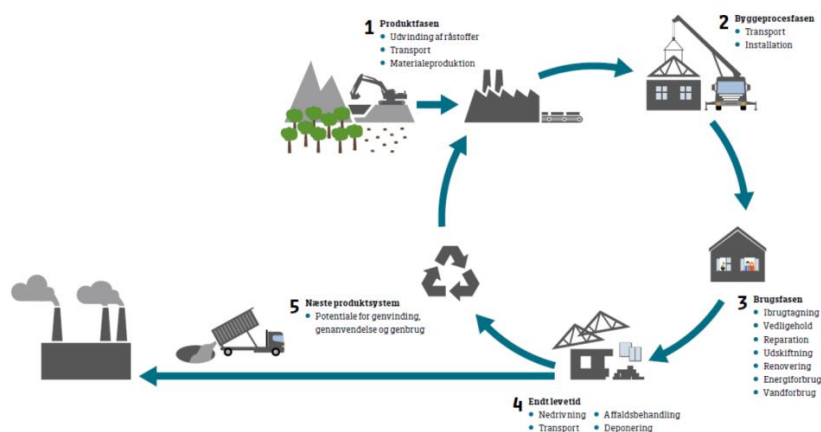 1 Produktfasen
• Udvinding af råstoffer
• Transport
• Materialeproduktion
2 Byggeprocesfasen
• Transport
• Installation
3 Brugsfasen
• Ibrugtagning
• Vedligehold
• Reparation
• Udskiftning
• Renovering
• Energiforbrug
• Vandforbrug
4 Endt levetid
• Nedrivning • Affaldsbehandling
• Transport • Deponering
5 Næste produktsystem
• Potentiale for genvinding,
genanvendelse og genbrug